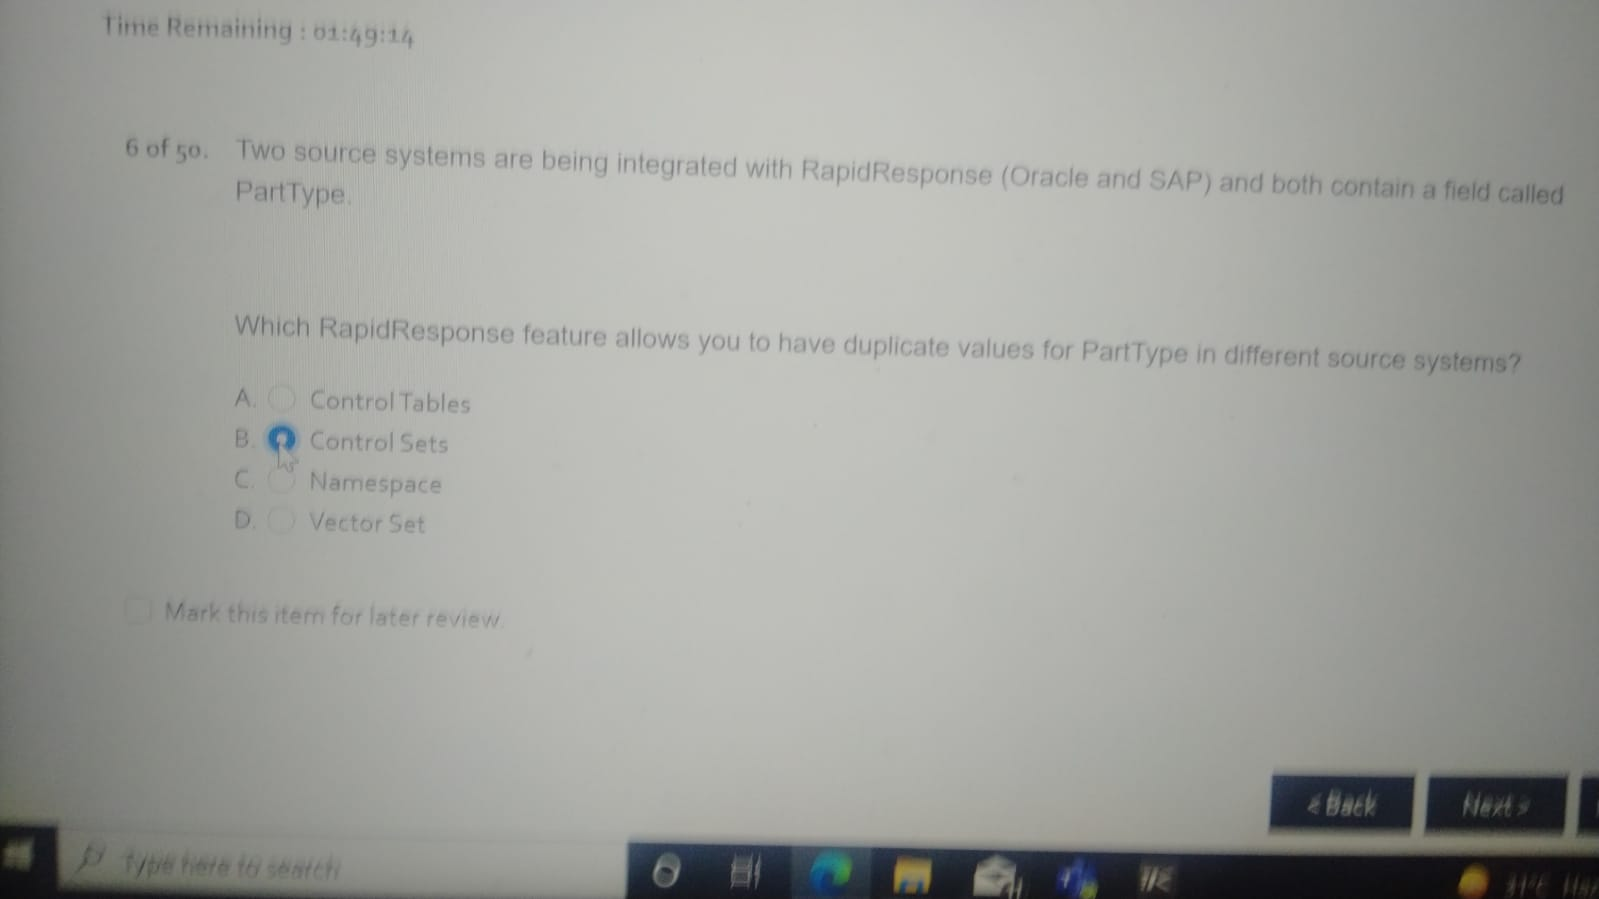 Time Remaining : 01:49:14
6 of 50. Two source systems are being integrated with RapidResponse (Oracle and SAP) and both contain a field called
PartType.
Which RapidResponse feature allows you to have duplicate values for PartType in different source systems?
A. Control Tables
B. Control Sets
C. Namespace
D. Vector Set
Mark this item for later review.
< Back Next >
Type here to search